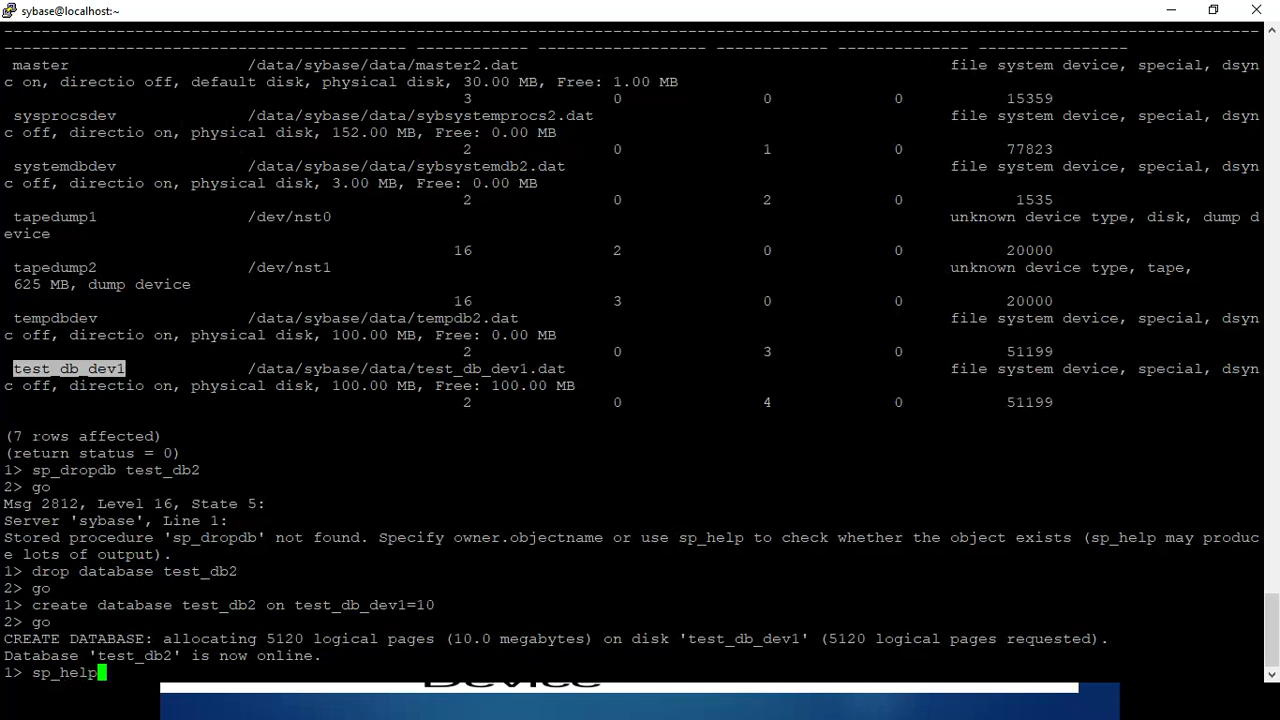 sybase@localhost:~
master /data/sybase/data/master2.dat file system device, special, dsyn
c on, directio off, default disk, physical disk, 30.00 MB, Free: 1.00 MB
3 0 0 0 15359
sysprocsdev /data/sybase/data/sybsystemprocs2.dat file system device, special, dsyn
c off, directio on, physical disk, 152.00 MB, Free: 0.00 MB
2 0 1 0 77823
systemdbdev /data/sybase/data/sybsystemdb2.dat file system device, special, dsyn
c off, directio on, physical disk, 3.00 MB, Free: 0.00 MB
2 0 2 0 1535
tapedump1 /dev/nst0 unknown device type, disk, dump d
evice
16 2 0 0 20000
tapedump2 /dev/nst1 unknown device type, tape,
625 MB, dump device
16 3 0 0 20000
tempdbdev /data/sybase/data/tempdb2.dat file system device, special, dsyn
c off, directio on, physical disk, 100.00 MB, Free: 0.00 MB
2 0 3 0 51199
test_db_dev1 /data/sybase/data/test_db_dev1.dat file system device, special, dsyn
c off, directio on, physical disk, 100.00 MB, Free: 100.00 MB
2 0 4 0 51199
(7 rows affected)
(return status = 0)
1> sp_dropdb test_db2
2> go
Msg 2812, Level 16, State 5:
Server 'sybase', Line 1:
Stored procedure 'sp_dropdb' not found. Specify owner.objectname or use sp_help to check whether the object exists (sp_help may produc
e lots of output).
1> drop database test_db2
2> go
1> create database test_db2 on test_db_dev1=10
2> go
CREATE DATABASE: allocating 5120 logical pages (10.0 megabytes) on disk 'test_db_dev1' (5120 logical pages requested).
Database 'test_db2' is now online.
1> sp_help
Device